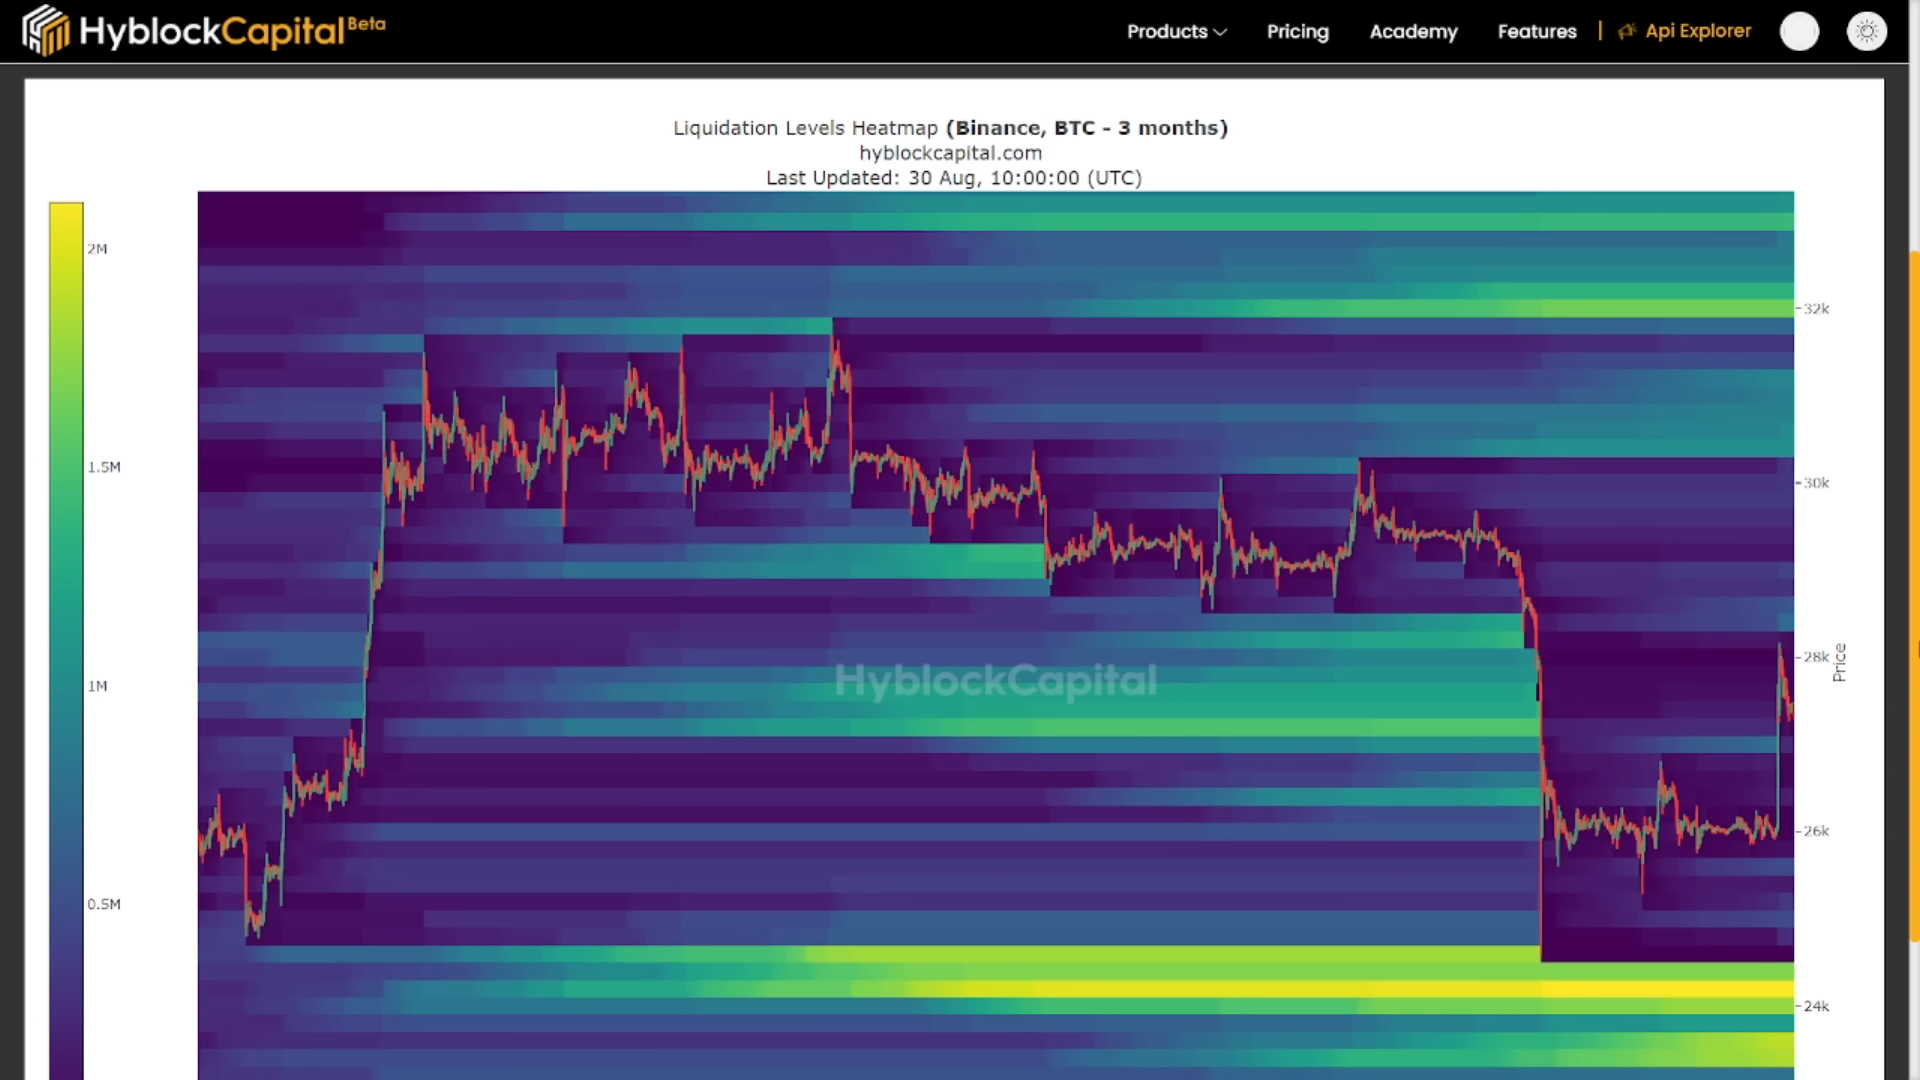 HyblockCapital Beta
Products Pricing Academy Features | Api Explorer
Liquidation Levels Heatmap (Binance, BTC - 3 months)
hyblockcapital.com
Last Updated: 30 Aug, 10:00:00 (UTC)
2M
1.5M
1M
0.5M
HyblockCapital
32k
30k
28k
26k
24k
Price